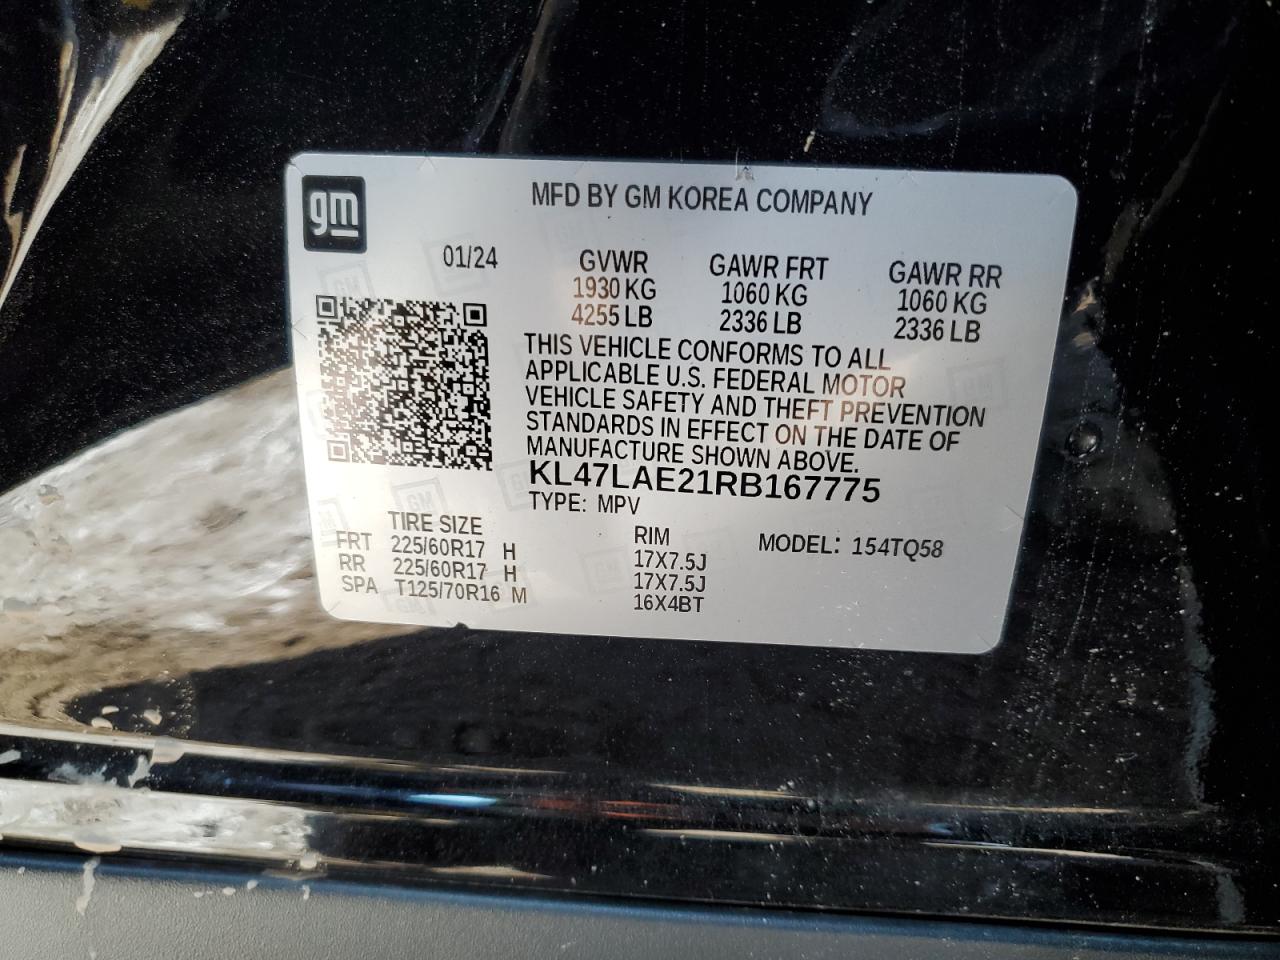 gm
MFD BY GM KOREA COMPANY
01/24
GVWR GAWR FRT GAWR RR
1930 KG 1060 KG 1060 KG
4255 LB 2336 LB 2336 LB
THIS VEHICLE CONFORMS TO ALL
APPLICABLE U.S. FEDERAL MOTOR
VEHICLE SAFETY AND THEFT PREVENTION
STANDARDS IN EFFECT ON THE DATE OF
MANUFACTURE SHOWN ABOVE.
KL47LAE21RB167775
TYPE: MPV
TIRE SIZE RIM MODEL: 154TQ58
FRT 225/60R17 H 17X7.5J
RR 225/60R17 H 17X7.5J
SPA T125/70R16 M 16X4BT